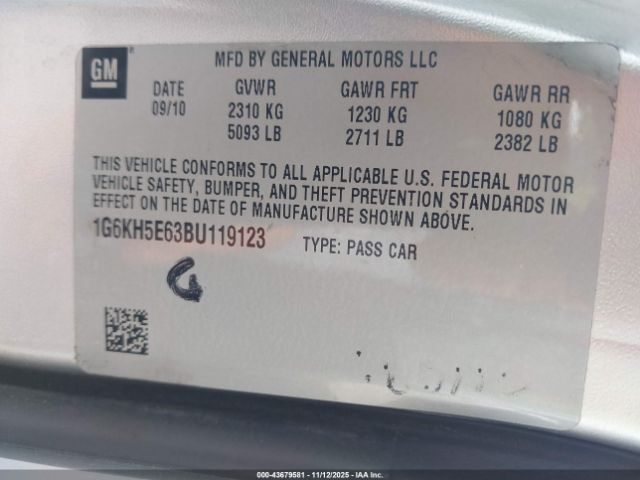 GM
MFD BY GENERAL MOTORS LLC
DATE GVWR GAWR FRT GAWR RR
09/10 2310 KG 1230 KG 1080 KG
5093 LB 2711 LB 2382 LB
THIS VEHICLE CONFORMS TO ALL APPLICABLE U.S. FEDERAL MOTOR
VEHICLE SAFETY, BUMPER, AND THEFT PREVENTION STANDARDS IN
EFFECT ON THE DATE OF MANUFACTURE SHOWN ABOVE.
1G6KH5E63BU119123 TYPE: PASS CAR
000-43679581 - 11/12/2025 - IAA Inc.